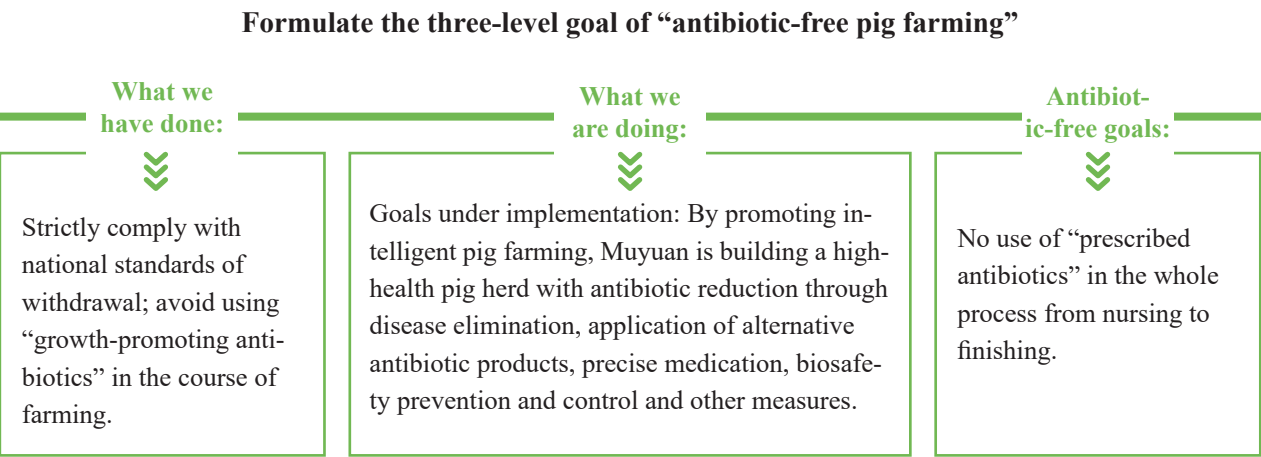 Formulate the three-level goal of “antibiotic-free pig farming”
What we
have done:
Strictly comply with
national standards of
withdrawal; avoid using
“growth-promoting anti-
biotics” in the course of
farming.
What we
are doing:
Goals under implementation: By promoting in-
telligent pig farming, Muyuan is building a high-
health pig herd with antibiotic reduction through
disease elimination, application of alternative
antibiotic products, precise medication, biosafe-
ty prevention and control and other measures.
Antibiot-
ic-free goals:
No use of “prescribed
antibiotics” in the whole
process from nursing to
finishing.